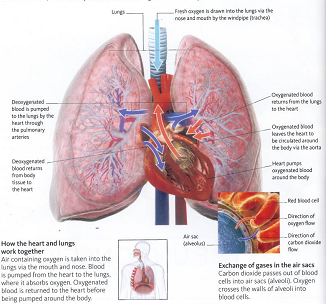 Lungs
Fresh oxygen is drawn into the lungs via the
nose and mouth by the windpipe (trachea)
Deoxygenated
blood is pumped
to the lungs by the
heart through
the pulmonary
arteries
Deoxygenated
blood returns
from body
tissue to
the heart
Oxygenated blood
returns from the lungs
to the heart
Oxygenated blood
leaves the heart to
be circulated around
the body via the aorta
Heart pumps
oxygenated blood
around the body
Red blood cell
Direction of
oxygen flow
Direction of
carbon dioxide
flow
Air sac
(alveolus)
How the heart and lungs
work together
Air containing oxygen is taken into the
lungs via the mouth and nose. Blood
is pumped from the heart to the lungs,
where it absorbs oxygen. Oxygenated
blood is returned to the heart before
being pumped around the body.
Exchange of gases in the air sacs
Carbon dioxide passes out of blood
cells into air sacs (alveoli). Oxygen
crosses the walls of alveoli into
blood cells.